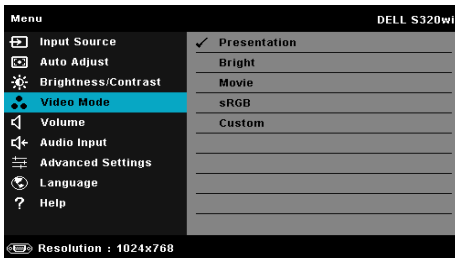 Menu DELL S320wi
Input Source
Auto Adjust
Brightness/Contrast
Video Mode
Volume
Audio Input
Advanced Settings
Language
? Help
Presentation
Bright
Movie
sRGB
Custom
Resolution : 1024x768